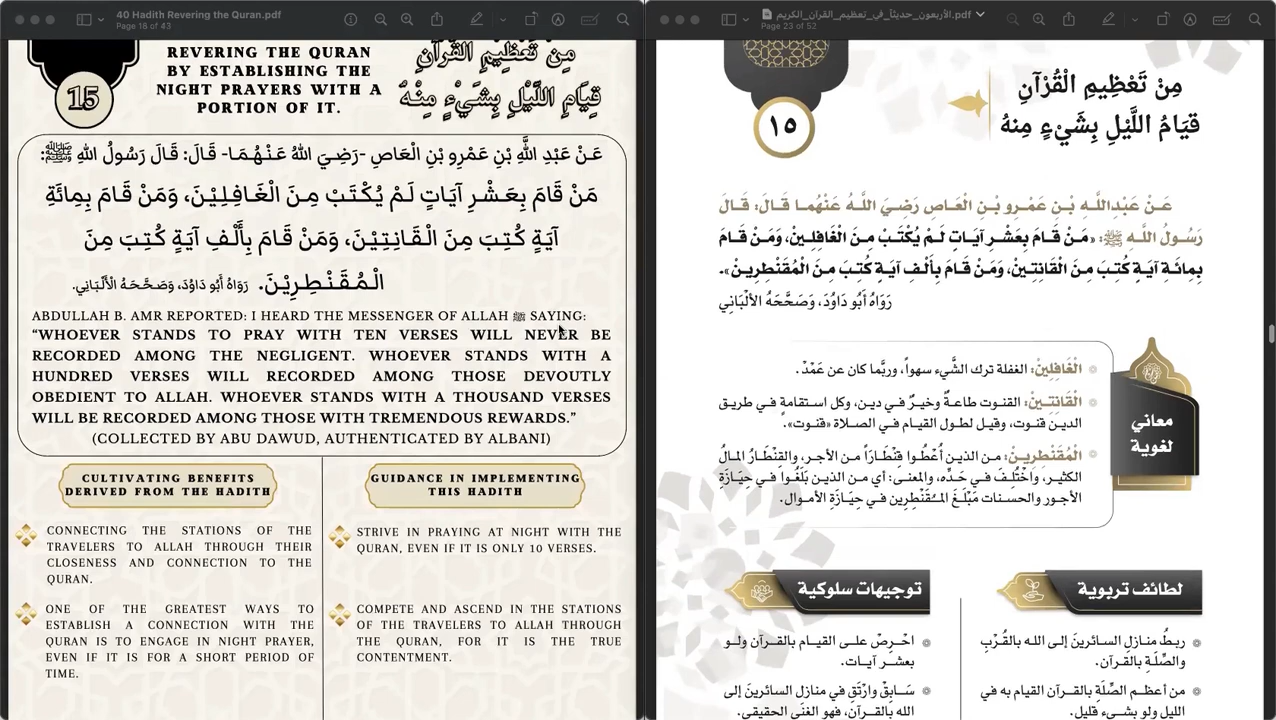 40 Hadith Revering the Quran.pdf
Page 18 of 43
REVERING THE QURAN
BY ESTABLISHING THE
NIGHT PRAYERS WITH A
PORTION OF IT.
مِنْ تَعْظِيمِ الْقُرْآنِ
قِيَامُ اللَّيْلِ بِشَيْءٍ مِنْهُ
15
عَنْ عَبْدِ اللَّهِ بْنِ عَمْرِو بْنِ الْعَاصِ -رَضِيَ اللهُ عَنْهُمَا- قَالَ: قَالَ رَسُولُ اللهِ ﷺ:
مَنْ قَامَ بِعَشْرِ آيَاتٍ لَمْ يُكْتَبْ مِنَ الْغَافِلِيْنَ، وَمَنْ قَامَ بِمِائَةِ
آيَةٍ كُتِبَ مِنَ الْقَانِتِيْنَ، وَمَنْ قَامَ بِأَلْفِ آيَةٍ كُتِبَ مِنَ
الْمُقَنْطِرِيْنَ. رَوَاهُ أَبُو دَاوُدَ، وَصَحَّحَهُ الْأَلْبَانِي.
ABDULLAH B. AMR REPORTED: I HEARD THE MESSENGER OF ALLAH ﷺ SAYING:
“WHOEVER STANDS TO PRAY WITH TEN VERSES WILL NEVER BE
RECORDED AMONG THE NEGLIGENT. WHOEVER STANDS WITH A
HUNDRED VERSES WILL RECORDED AMONG THOSE DEVOUTLY
OBEDIENT TO ALLAH. WHOEVER STANDS WITH A THOUSAND VERSES
WILL BE RECORDED AMONG THOSE WITH TREMENDOUS REWARDS.”
(COLLECTED BY ABU DAWUD, AUTHENTICATED BY ALBANI)
CULTIVATING BENEFITS
DERIVED FROM THE HADITH
CONNECTING THE STATIONS OF THE
TRAVELERS TO ALLAH THROUGH THEIR
CLOSENESS AND CONNECTION TO THE
QURAN.
ONE OF THE GREATEST WAYS TO
ESTABLISH A CONNECTION WITH THE
QURAN IS TO ENGAGE IN NIGHT PRAYER,
EVEN IF IT IS FOR A SHORT PERIOD OF
TIME.
GUIDANCE IN IMPLEMENTING
THIS HADITH
STRIVE IN PRAYING AT NIGHT WITH THE
QURAN, EVEN IF IT IS ONLY 10 VERSES.
COMPETE AND ASCEND IN THE STATIONS
OF THE TRAVELERS TO ALLAH THROUGH
THE QURAN, FOR IT IS THE TRUE
CONTENTMENT.
الأربعون_حديثاً_في_تعظيم_القرآن_الكريم.pdf
Page 23 of 52
مِنْ تَعْظِيمِ الْقُرْآنِ
قيَامُ اللَّيْلِ بِشَيْءٍ مِنهُ
١٥
عَنْ عَبْدِاللَّهِ بْنِ عَمْرِو بْنِ الْعَاصِ رَضِيَ اللَّهُ عَنْهُمَا قَالَ: قَالَ
رَسُولُ اللَّهِ ﷺ: «مَنْ قَامَ بِعَشْرِ آيَاتٍ لَمْ يُكْتَبْ مِنَ الْغَافِلِينَ، وَمَنْ قَامَ
بِمِائَةِ آيَةٍ كُتِبَ مِنَ الْقَانِتِينَ، وَمَنْ قَامَ بِأَلْفِ آيَةٍ كُتِبَ مِنَ الْمُقَنْطِرِينَ».
رَوَاهُ أَبُو دَاوُدَ، وَصَحَّحَهُ الْأَلْبَانِي
معاني
لغوية
الْغَافِلِينَ: الغفلة ترك الشَّيء سهواً، وربَّما كان عن عَمْدْ.
الْقَانِتِينَ: القنوت طاعةٌ وخيرٌ في دين، وكل استقامةٍ في طريق
الدين قنوت، وقيل لطول القيام في الصلاة «قنوت».
الْمُقَنْطِرِينَ: من الذين أُعْطُوا قِنْطَاراً من الأجر، والقِنْطَارُ المالُ
الكثير، واخْتُلِفَ في حَدِّه، والمعنى: أي من الذين بَلَغُوا في حِيَازَةِ
الأجور والحسنات مَبْلَغَ المُقَنْطِرِين في حِيَازَةِ الأموال.
لطائف تربوية
ربطُ منازلِ السائرينَ إلى الله بالقُرْبِ
والصِّلَةِ بالقرآن.
من أعظم الصِّلَةِ بالقرآن القيام به في
الليل ولو بشيءٍ قليل.
توجيهات سلوكية
احْرِصْ على القيام بالقرآن ولو
بعشر آيات.
سَابِقْ وارْتَقِ في منازل السائرينَ إلى
الله بالقرآن، فهو الغنَى الحقيقي.